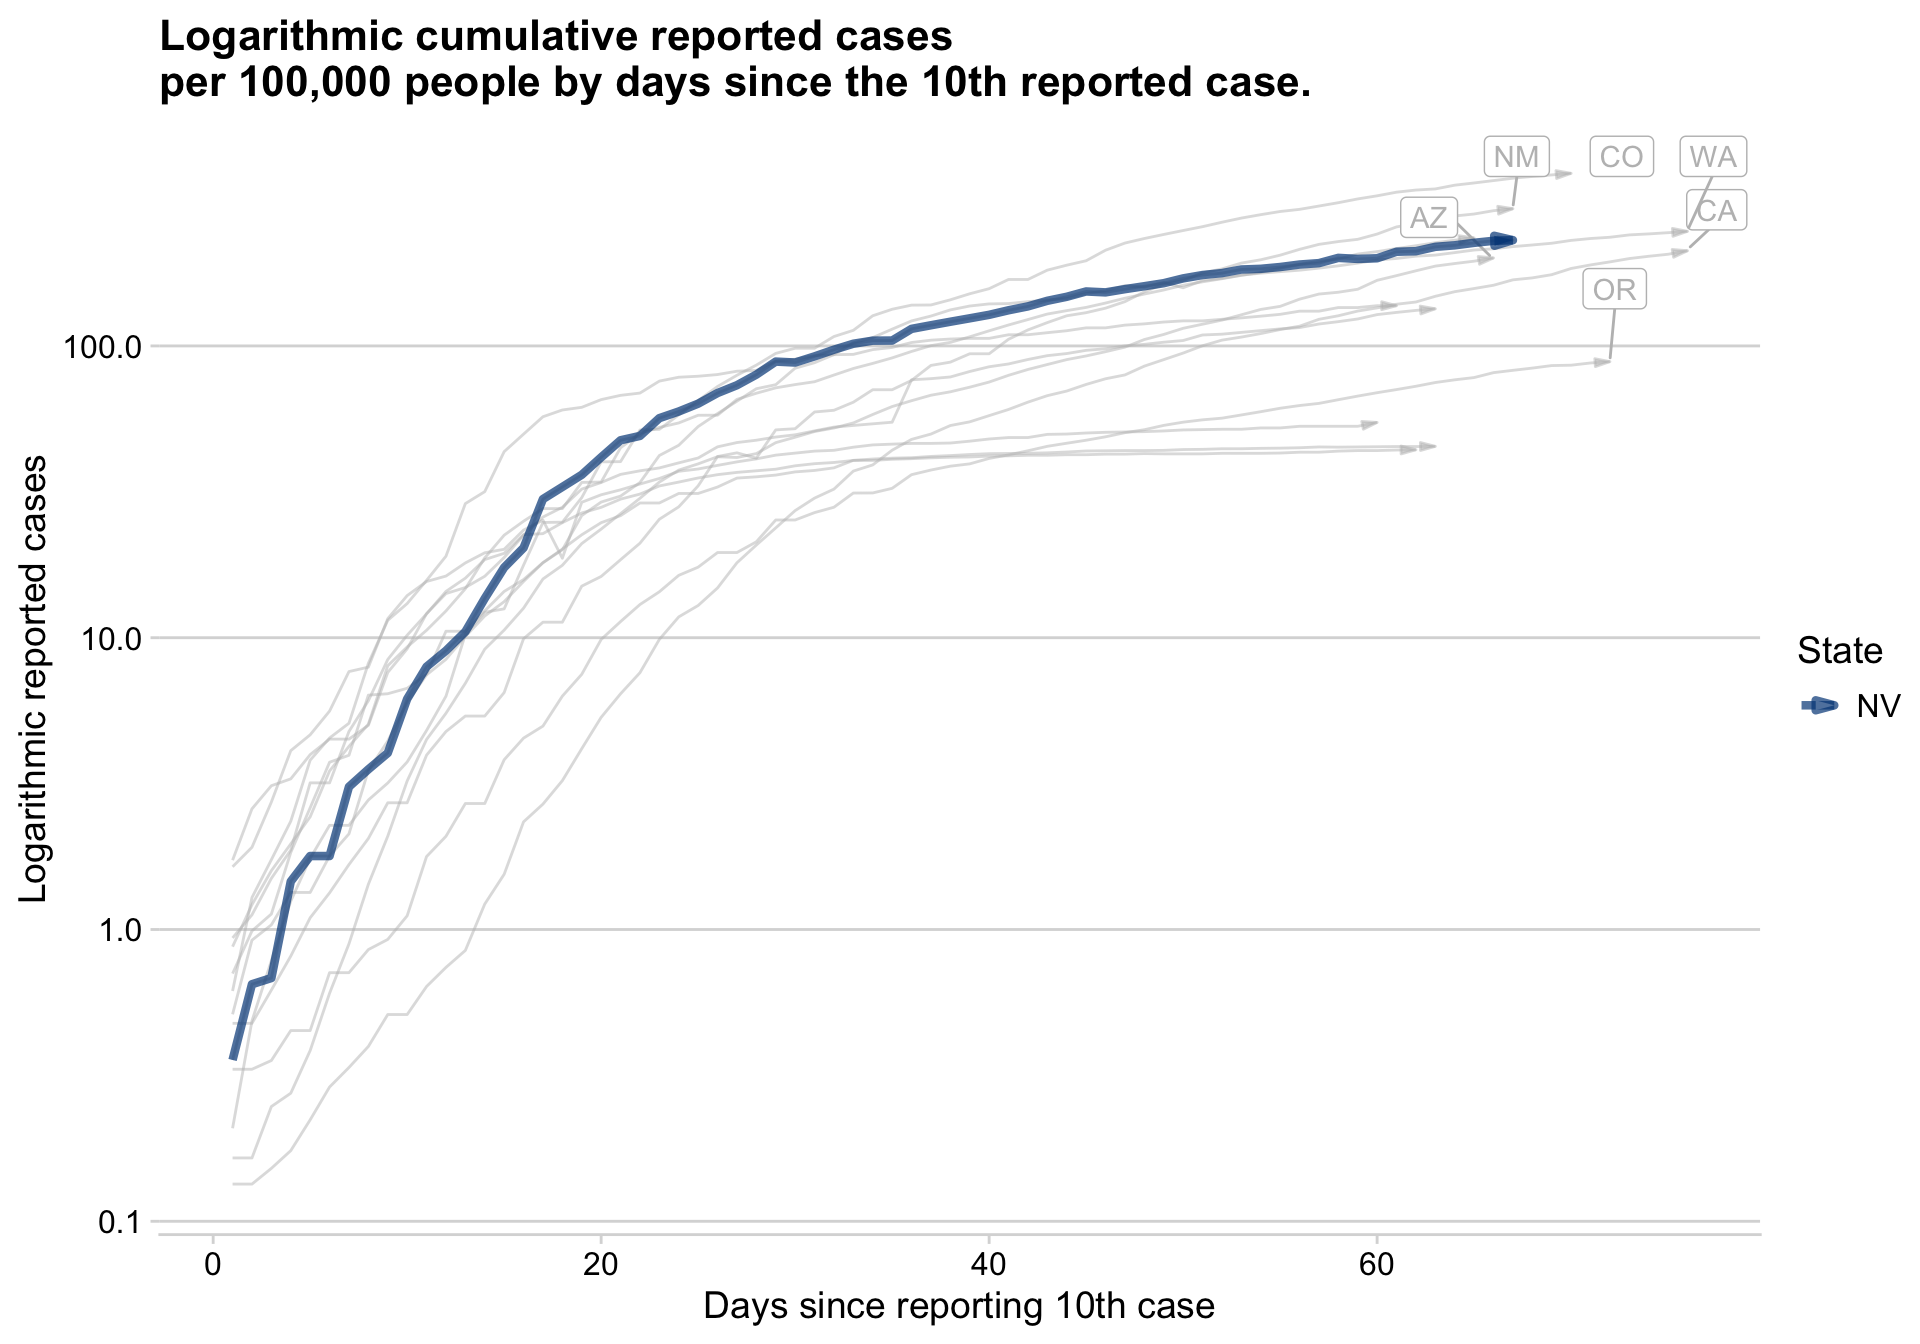 Logarithmic cumulative reported cases
per 100,000 people by days since the 10th reported case.
NM
CO
WA
AZ
CA
OR
100.0
10.0
1.0
0.1
Logarithmic reported cases
0
20
40
60
Days since reporting 10th case
State
NV